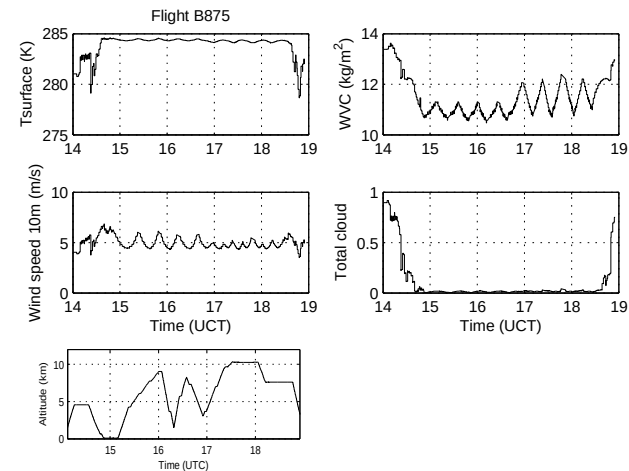 Flight B875
Tsurface (K)
285
280
275
14 15 16 17 18 19
WVC (kg/m²)
14
12
10
14 15 16 17 18 19
Wind speed 10m (m/s)
10
5
0
14 15 16 17 18 19
Time (UCT)
Total cloud
1
0.5
0
14 15 16 17 18 19
Time (UCT)
Altitude (km)
10
5
0
15 16 17 18
Time (UTC)